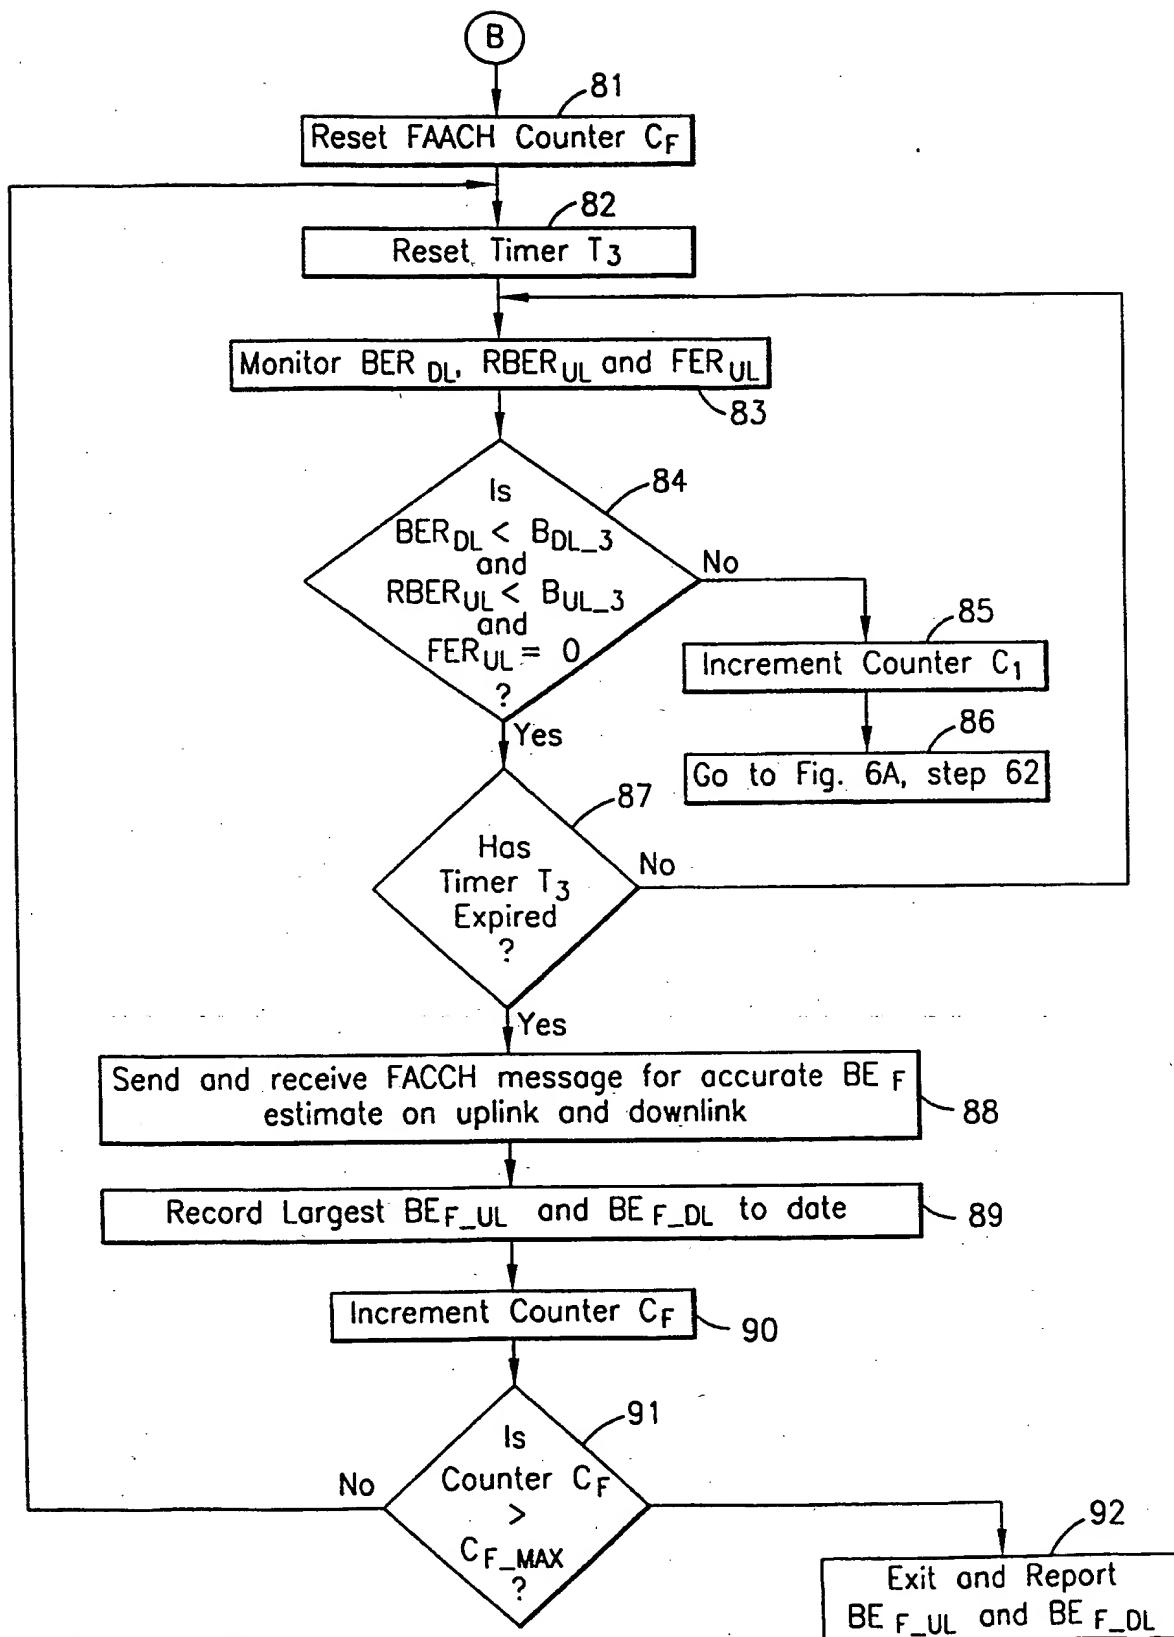 B
81
Reset FAACH Counter CF
82
Reset Timer T3
Monitor BER DL, RBERUL and FERUL
83
Is
84
BERDL < BDL_3
and
RBERUL < BUL_3
and
FERUL = 0
?
No
85
Increment Counter C1
Yes
86
Go to Fig. 6A, step 62
87
Has
Timer T3
Expired
?
No
Yes
Send and receive FACCH message for accurate BE F
estimate on uplink and downlink
88
Record Largest BEF_UL and BEF_DL to date
89
Increment Counter CF
90
91
Is
Counter CF
>
CF_MAX
?
No
92
Exit and Report
BE F_UL and BE F_DL